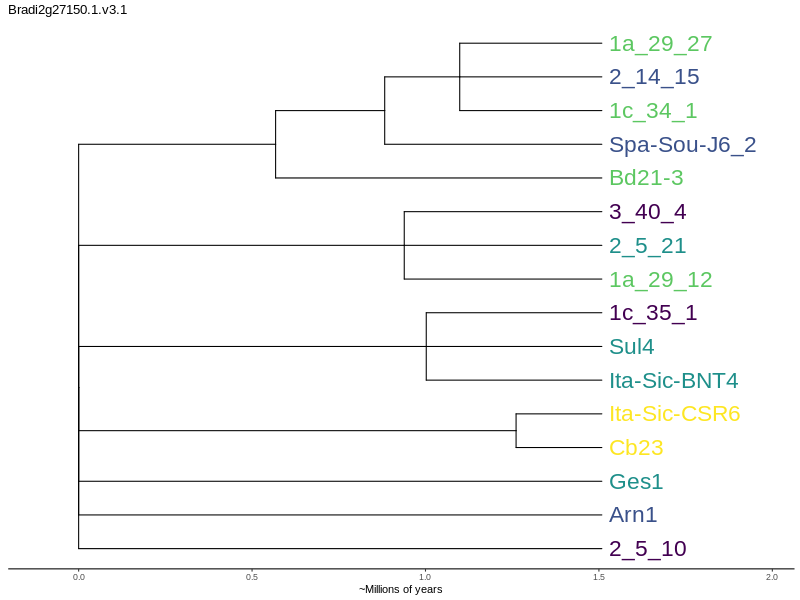 Bradi2g27150.1.v3.1
1a_29_27
2_14_15
1c_34_1
Spa-Sou-J6_2
Bd21-3
3_40_4
2_5_21
1a_29_12
1c_35_1
Sul4
Ita-Sic-BNT4
Ita-Sic-CSR6
Cb23
Ges1
Arn1
2_5_10
0.0 0.5 1.0 1.5 2.0
~Millions of years